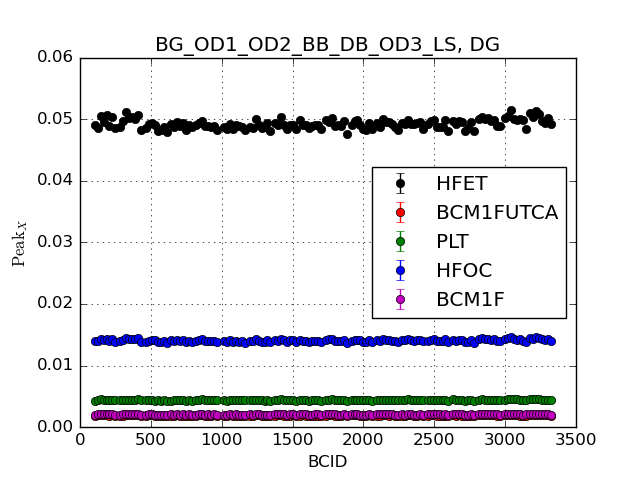 BG_OD1_OD2_BB_DB_OD3_LS, DG
0.06
0.05
0.04
0.03
0.02
0.01
0.00
Peak_X
HFET
BCM1FUTCA
PLT
HFOC
BCM1F
0 500 1000 1500 2000 2500 3000 3500
BCID